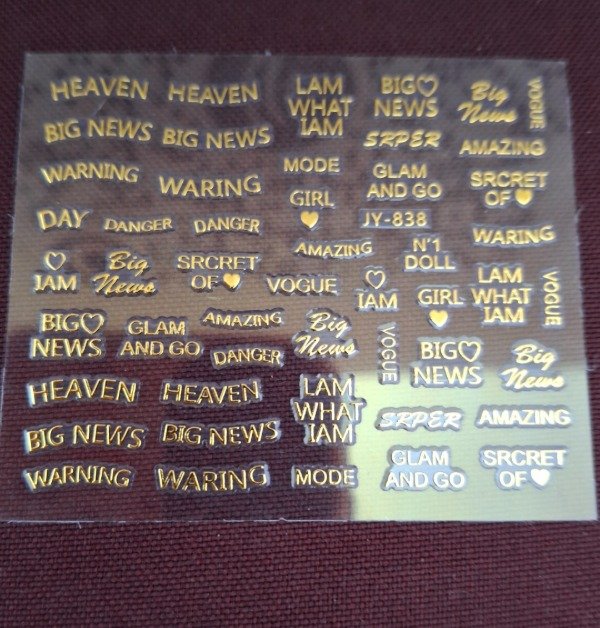 HEAVEN HEAVEN LAM BIG♡ Big VOGUE
WHAT NEWS News
IAM
BIG NEWS BIG NEWS SRPER AMAZING
WARNING WARING MODE GLAM SRCRET
AND GO OF♥
GIRL
♥
DAY DANGER DANGER JY-838
AMAZING N'1 WARING
DOLL
♡ Big SRCRET VOGUE ♡ GIRL LAM VOGUE
IAM News OF♥ IAM ♥ WHAT
IAM
BIG♡ GLAM AMAZING Big VOGUE BIG♡ Big
NEWS AND GO DANGER News NEWS News
HEAVEN HEAVEN LAM SRPER AMAZING
WHAT
IAM
BIG NEWS BIG NEWS
WARNING WARING MODE GLAM SRCRET
AND GO OF♥